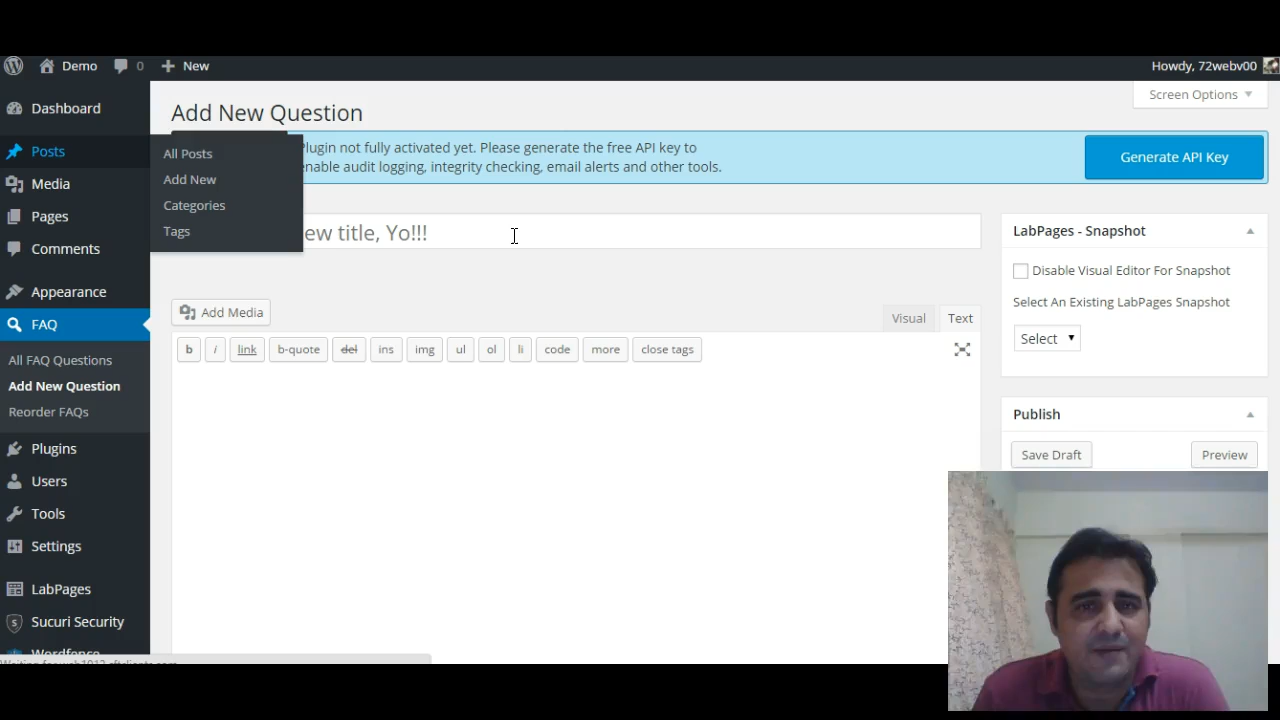 Demo 0 New Howdy, 72webv00
Screen Options
Dashboard
Add New Question
Posts
All Posts
Add New
Categories
Tags
Plugin not fully activated yet. Please generate the free API key to
enable audit logging, integrity checking, email alerts and other tools.
Generate API Key
Media
Pages
Comments
Appearance
FAQ
All FAQ Questions
Add New Question
Reorder FAQs
Plugins
Users
Tools
Settings
LabPages
Sucuri Security
Wordfence
ew title, Yo!!!
Add Media
Visual Text
b i link b-quote del ins img ul ol li code more close tags
LabPages - Snapshot
Disable Visual Editor For Snapshot
Select An Existing LabPages Snapshot
Select
Publish
Save Draft Preview